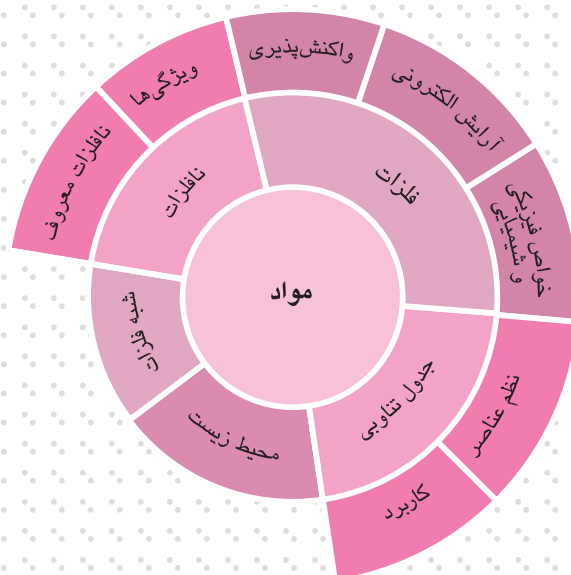 مواد
فلزات
واکنش‌پذیری
آرایش الکترونی
خواص فیزیکی
و شیمیایی
جدول تناوبی
نظم عناصر
کاربرد
محیط زیست
شبه فلزات
نافلزات
نافلزات معروف
ویژگی‌ها